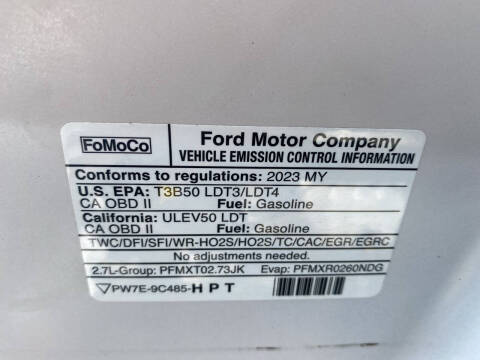 FoMoCo
Ford Motor Company
VEHICLE EMISSION CONTROL INFORMATION
Conforms to regulations: 2023 MY
U.S. EPA: T3B50 LDT3/LDT4
CA OBD II Fuel: Gasoline
California: ULEV50 LDT
CA OBD II Fuel: Gasoline
TWC/DFI/SFI/WR-HO2S/HO2S/TC/CAC/EGR/EGRC
No adjustments needed.
2.7L-Group: PFMXT02.73JK Evap: PFMXR0260NDG
PW7E-9C485-HPT